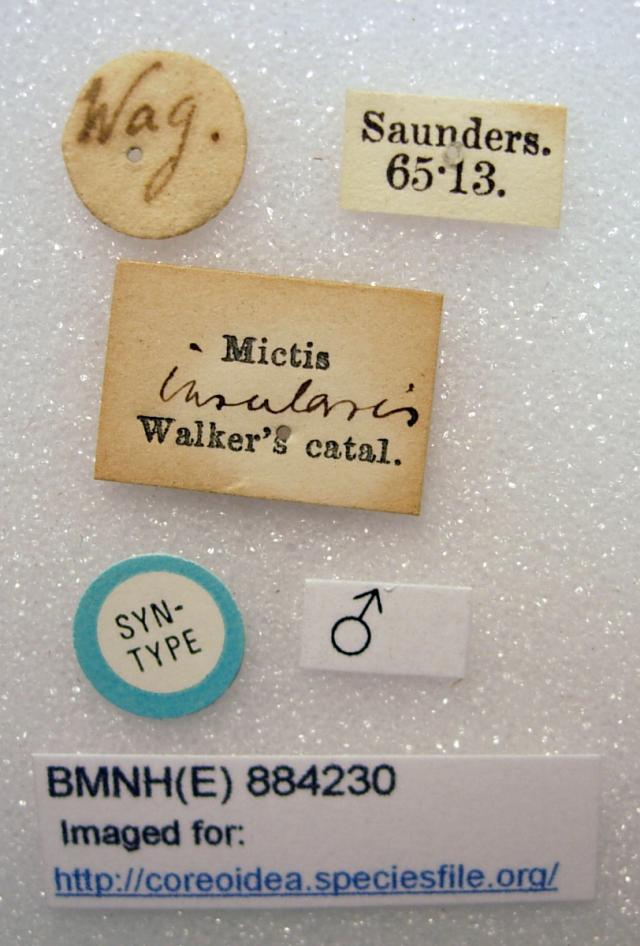 Wag.
Saunders.
65·13.
Mictis
insularis
Walker's catal.
SYN-
TYPE
♂
BMNH(E) 884230
Imaged for:
http://coreoidea.speciesfile.org/